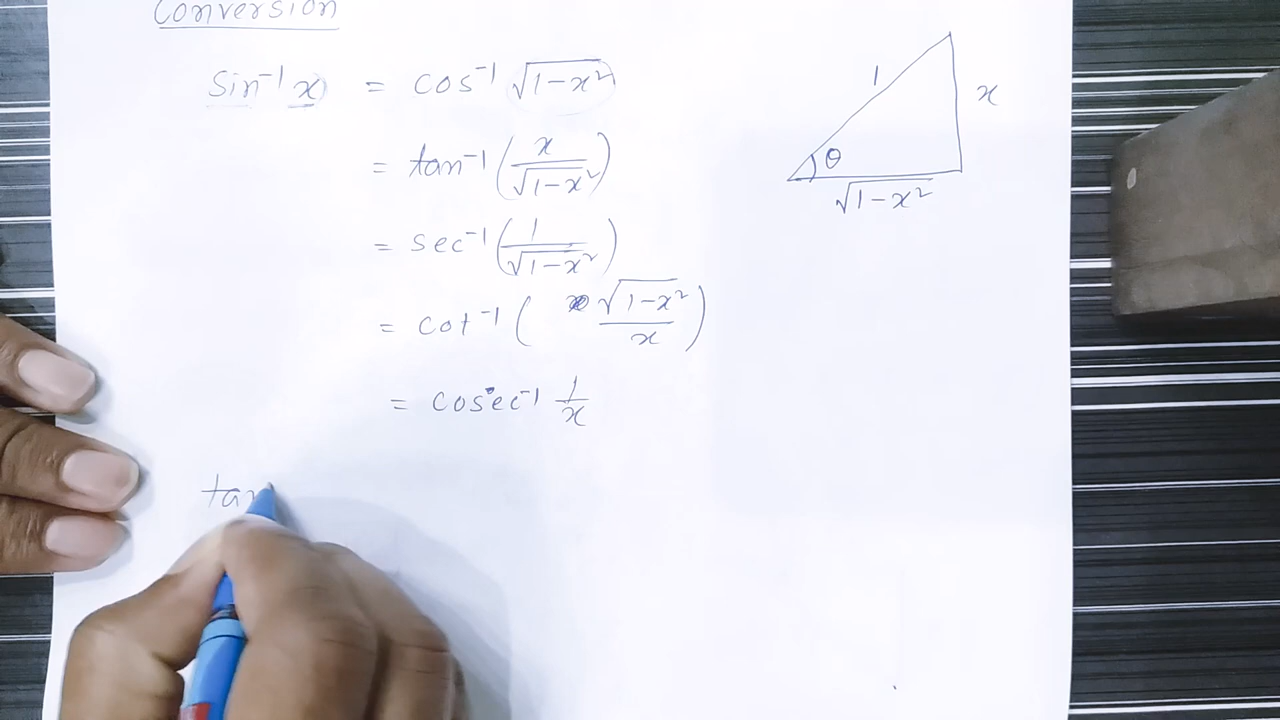 Conversion
sin⁻¹x = cos⁻¹ √1-x²
= tan⁻¹ (x/√1-x²)
= sec⁻¹ (1/√1-x²)
= cot⁻¹ ( √1-x²/x)
= cosec⁻¹ 1/x
tan
1
x
θ
√1-x²